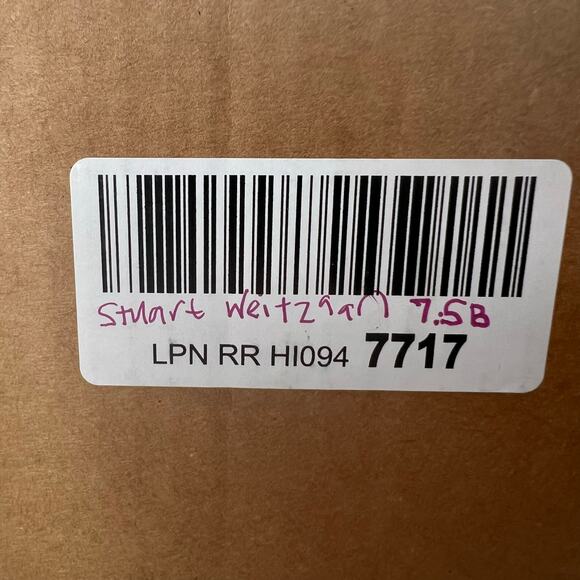 Stuart Weitzman 7.5B
LPN RR HI094 7717